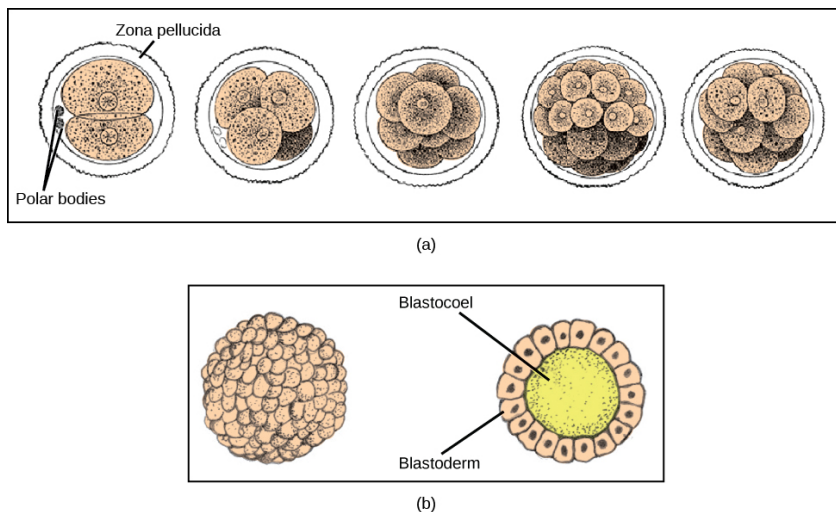 Zona pellucida
Polar bodies
(a)
Blastocoel
Blastoderm
(b)